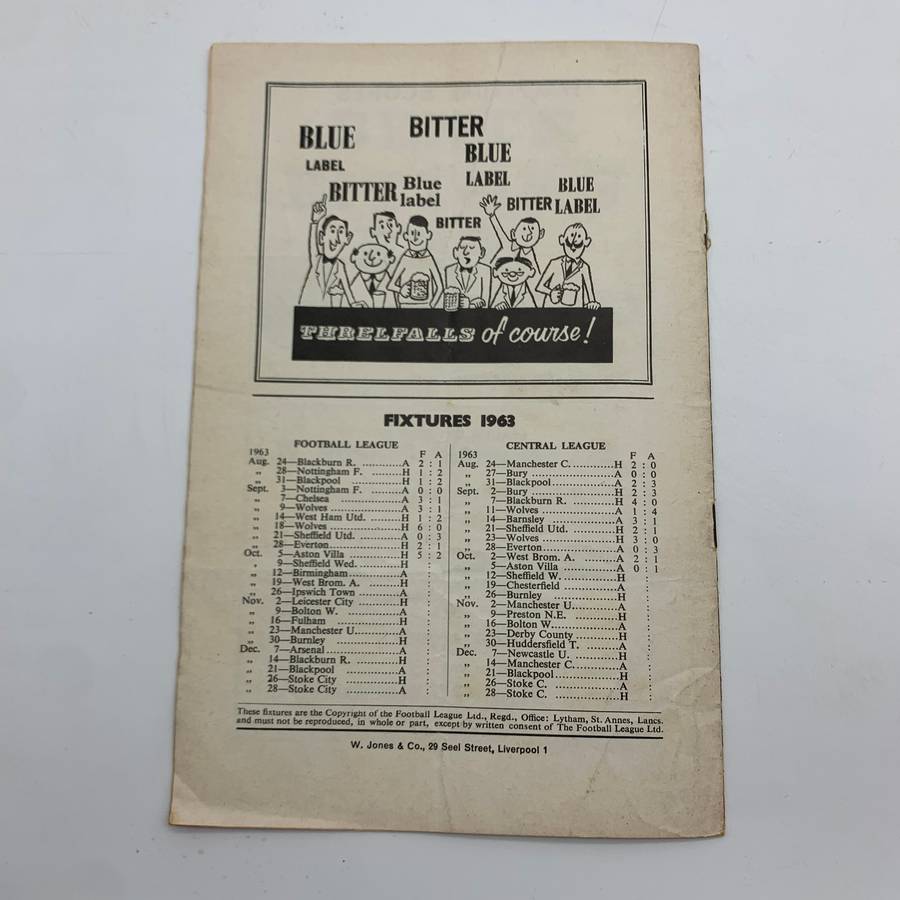 BLUE
LABEL
BITTER
BLUE
LABEL
BITTER
Blue
label
BITTER
BITTER
BLUE
LABEL
THRELFALLS of course!
FIXTURES 1963
FOOTBALL LEAGUE
1963 F A
Aug. 24—Blackburn R. ............A 2 : 1
„ 28—Nottingham F. ..........H 1 : 2
„ 31—Blackpool ..............H 1 : 2
Sept. 3—Nottingham F. ..........A 0 : 0
„ 7—Chelsea ..................A 3 : 1
„ 9—Wolves....................A 3 : 1
„ 14—West Ham Utd. ........H 1 : 2
„ 18—Wolves ..................H 6 : 0
„ 21—Sheffield Utd. ..........A 0 : 3
„ 28—Everton..................H 2 : 1
Oct. 5—Aston Villa ..............H 5 : 2
„ 9—Sheffield Wed. ..........H :
„ 12—Birmingham..............A :
„ 19—West Brom. A. ..........H :
„ 26—Ipswich Town ..........A :
Nov. 2—Leicester City ..........H :
„ 9—Bolton W. ................A :
„ 16—Fulham ................H :
„ 23—Manchester U...........A :
„ 30—Burnley ................H :
Dec. 7—Arsenal....................A :
„ 14—Blackburn R. ............H :
„ 21—Blackpool ..............A :
„ 26—Stoke City ..............H :
„ 28—Stoke City ..............A :
CENTRAL LEAGUE
1963 F A
Aug. 24—Manchester C...........H 2 : 0
„ 27—Bury ....................A 0 : 0
„ 31—Blackpool................A 2 : 3
Sept. 2—Bury ....................H 2 : 3
„ 7—Blackburn R. ............H 4 : 0
„ 11—Wolves ..................A 1 : 4
„ 14—Barnsley ................A 3 : 1
„ 21—Sheffield Utd. ..........H 2 : 1
„ 23—Wolves ..................H 3 : 0
„ 28—Everton..................A 0 : 3
Oct. 2—West Brom. A. ..........A 2 : 1
„ 5—Aston Villa ..............A 0 : 1
„ 12—Sheffield W. ............H :
„ 19—Chesterfield ............A :
„ 26—Burnley ................H :
Nov. 2—Manchester U...........A :
„ 9—Preston N.E. ............H :
„ 16—Bolton W.................A :
„ 23—Derby County ..........H :
„ 30—Huddersfield T. ........A :
Dec. 7—Newcastle U. ............H :
„ 14—Manchester C...........A :
„ 21—Blackpool................H :
„ 26—Stoke C. ................A :
„ 28—Stoke C. ................H :
These fixtures are the Copyright of the Football League Ltd., Regd., Office: Lytham, St. Annes, Lancs.
and must not be reproduced, in whole or part, except by written consent of The Football League Ltd.
W. Jones & Co., 29 Seel Street, Liverpool 1